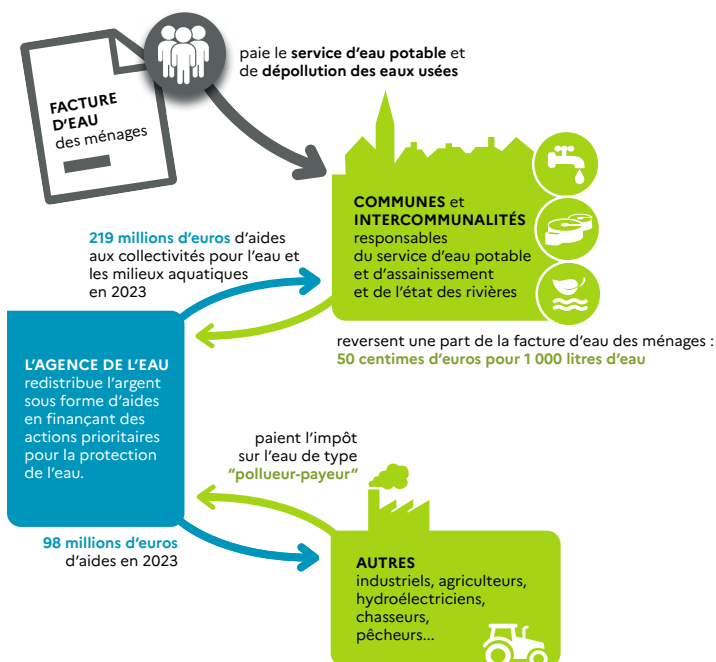 FACTURE
D'EAU
des ménages
paie le service d'eau potable et
de dépollution des eaux usées
COMMUNES et
INTERCOMMUNALITÉS
responsables
du service d'eau potable
et d'assainissement
et de l'état des rivières
219 millions d'euros d'aides
aux collectivités pour l'eau et
les milieux aquatiques
en 2023
reversent une part de la facture d'eau des ménages :
50 centimes d'euros pour 1 000 litres d'eau
L'AGENCE DE L'EAU
redistribue l'argent
sous forme d'aides
en finançant des
actions prioritaires
pour la protection
de l'eau.
paient l'impôt
sur l'eau de type
“pollueur-payeur”
98 millions d'euros
d'aides en 2023
AUTRES
industriels, agriculteurs,
hydroélectriciens,
chasseurs,
pêcheurs...